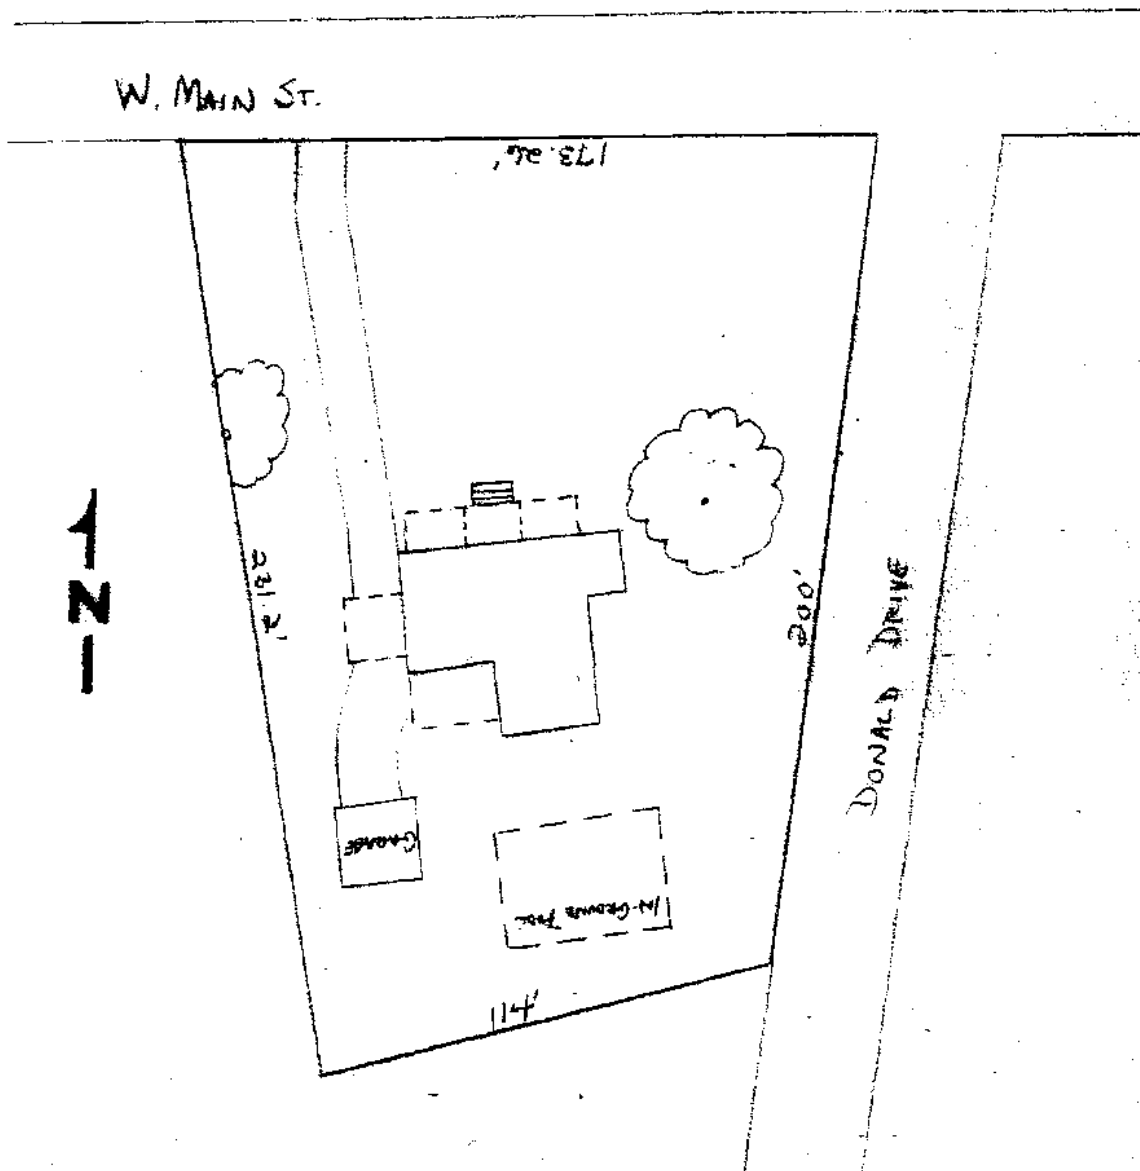 W. MAIN ST.
173.26'
N
231.2'
200'
DONALD DRIVE
GARAGE
IN-GROUND POOL
114'